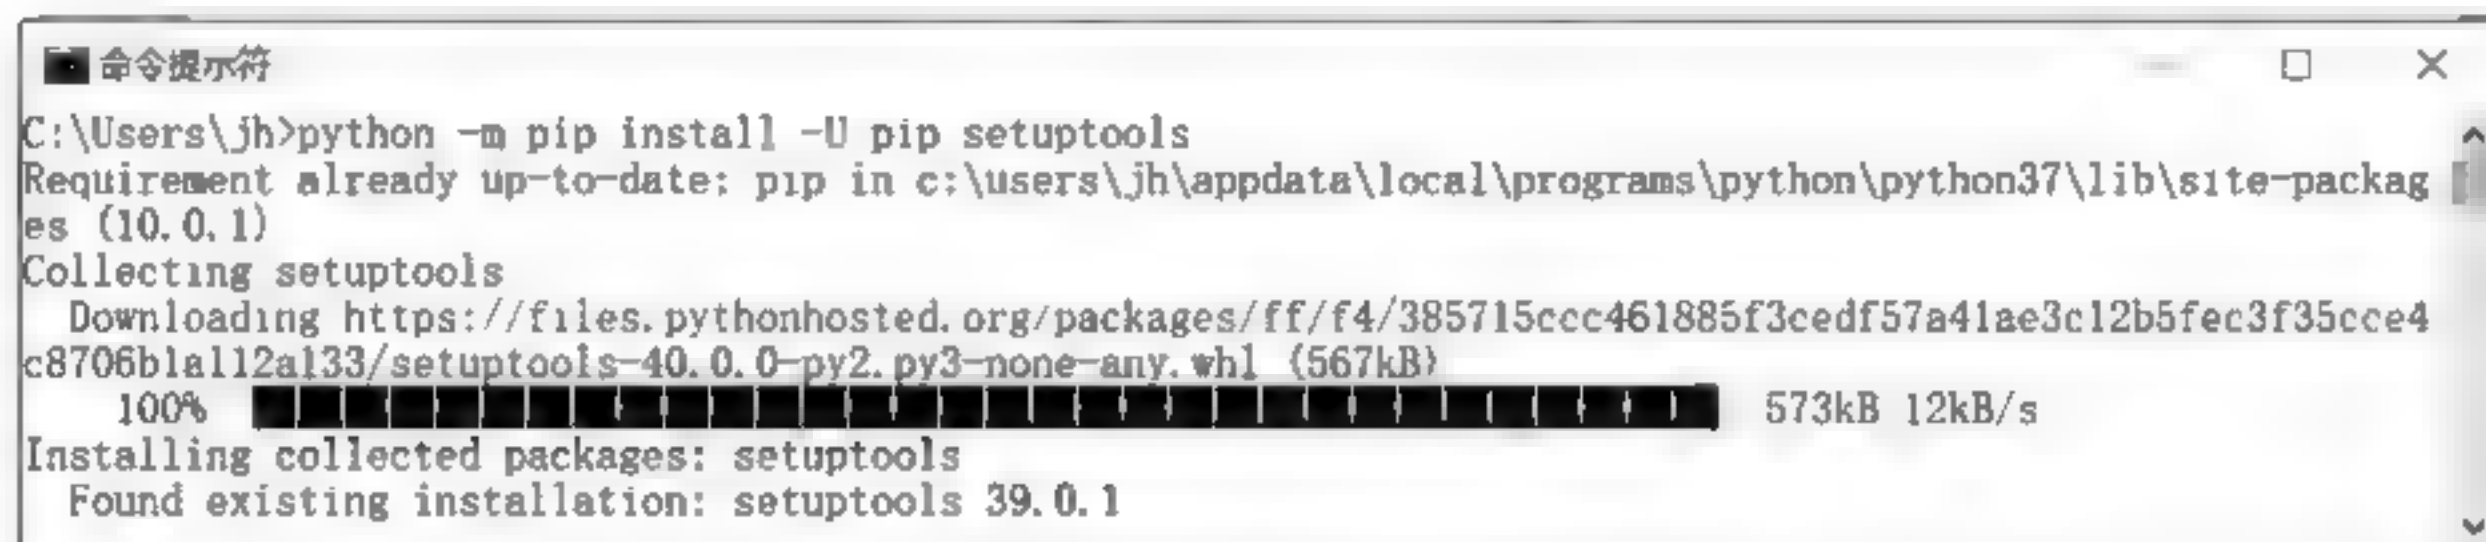 命令提示符
C:\Users\jh>python -m pip install -U pip setuptools
Requirement already up-to-date: pip in c:\users\jh\appdata\local\programs\python\python37\lib\site-packag
es (10.0.1)
Collecting setuptools
Downloading https://files.pythonhosted.org/packages/ff/f4/385715ccc461885f3cedf57a41ae3c12b5fec3f35cce4
c8706b1a112a133/setuptools-40.0.0-py2.py3-none-any.whl (567kB)
100% 573kB 12kB/s
Installing collected packages: setuptools
Found existing installation: setuptools 39.0.1